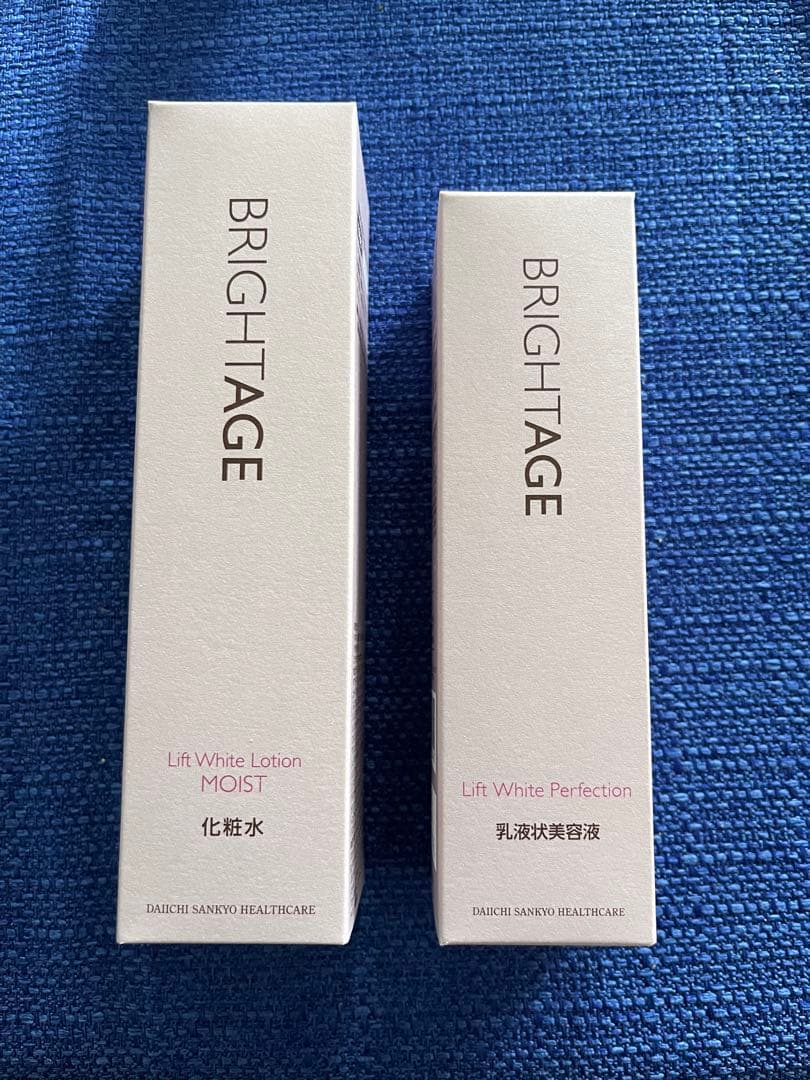 BRIGHTAGE
Lift White Lotion
MOIST
化粧水
DAIICHI SANKYO HEALTHCARE
BRIGHTAGE
Lift White Perfection
乳液状美容液
DAIICHI SANKYO HEALTHCARE